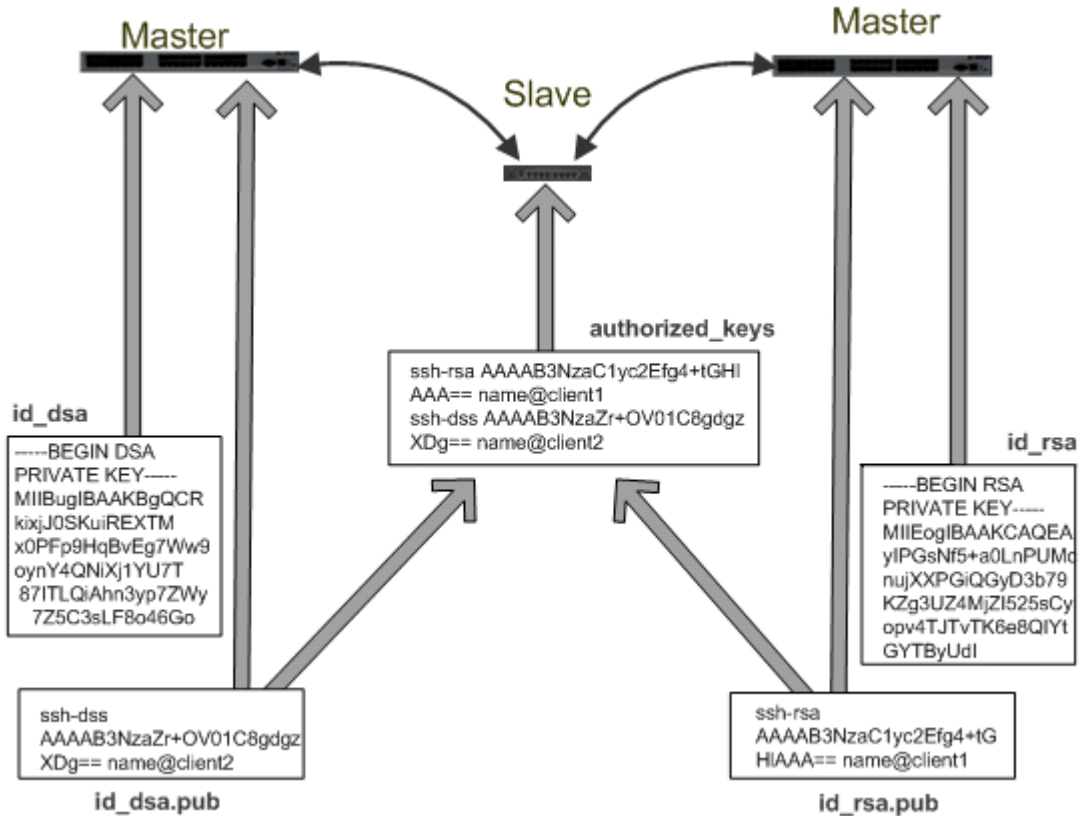 Master
Master
Slave
authorized_keys
ssh-rsa AAAAB3NzaC1yc2Efg4+tGHI
AAA== name@client1
ssh-dss AAAAB3NzaZr+OV01C8gdgz
XDg== name@client2
id_dsa
-----BEGIN DSA
PRIVATE KEY-----
MIIBugIBAAKBgQCR
kixjJ0SKuiREXTM
x0PFp9HqBvEg7Ww9
oynY4QNiXj1YU7T
87ITLQiAhn3yp7ZWy
7Z5C3sLF8o46Go
id_rsa
-----BEGIN RSA
PRIVATE KEY-----
MIIEogIBAAKCAQEA
yIPGsNf5+a0LnPUMc
nujXXPGiQGyD3b79
KZg3UZ4MjZI525sCy
opv4TJTvTK6e8QIYt
GYTByUdI
ssh-dss
AAAAB3NzaZr+OV01C8gdgz
XDg== name@client2
id_dsa.pub
ssh-rsa
AAAAB3NzaC1yc2Efg4+tG
HIAAA== name@client1
id_rsa.pub